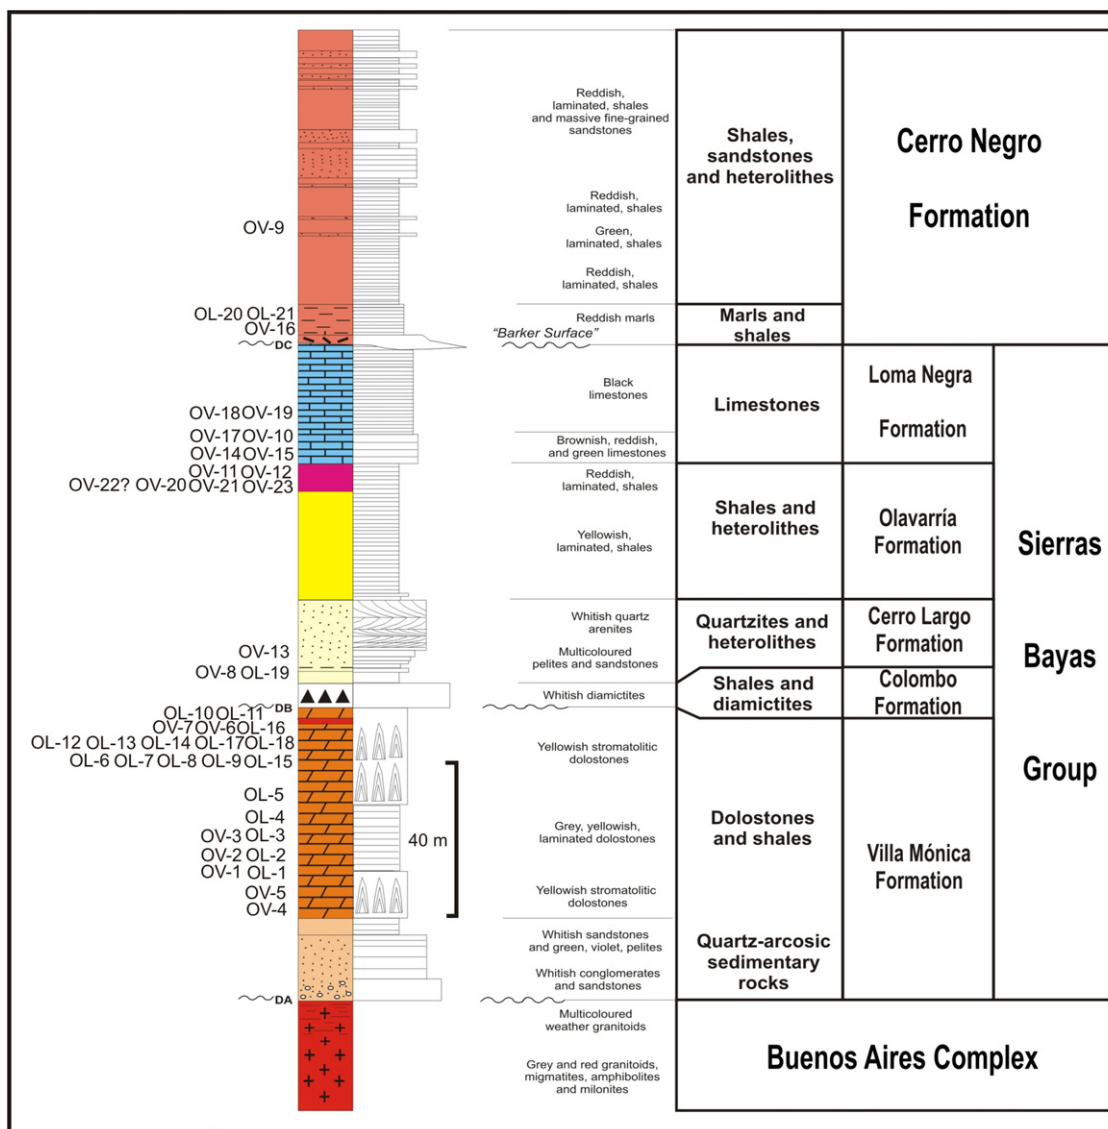 Reddish,
laminated, shales
and massive fine-grained
sandstones
Shales,
sandstones
and heterolithes
Cerro Negro
Formation
OV-9
Reddish,
laminated, shales
Green,
laminated, shales
Reddish,
laminated, shales
OL-20 OL-21
OV-16
Reddish marls
Marls and
shales
DC
"Barker Surface"
OV-18 OV-19
OV-17 OV-10
OV-14 OV-15
Black
limestones
Brownish, reddish,
and green limestones
Limestones
Loma Negra
Formation
OV-11 OV-12
OV-22? OV-20 OV-21 OV-23
Reddish,
laminated, shales
Yellowish,
laminated, shales
Shales and
heterolithes
Olavarría
Formation
Sierras
Bayas
Group
OV-13
OV-8 OL-19
Whitish quartz
arenites
Multicoloured
pelites and sandstones
Quartzites and
heterolithes
Cerro Largo
Formation
Whitish diamictites
Shales and
diamictites
Colombo
Formation
DB
OL-10 OL-11
OV-7 OV-6 OL-16
OL-12 OL-13 OL-14 OL-17 OL-18
OL-6 OL-7 OL-8 OL-9 OL-15
OL-5
OL-4
OV-3 OL-3
OV-2 OL-2
OV-1 OL-1
OV-5
OV-4
40 m
Yellowish stromatolitic
dolostones
Grey, yellowish,
laminated dolostones
Yellowish stromatolitic
dolostones
Dolostones
and shales
Villa Mónica
Formation
Whitish sandstones
and green, violet, pelites
Whitish conglomerates
and sandstones
Quartz-arcosic
sedimentary
rocks
DA
Multicoloured
weather granitoids
Grey and red granitoids,
migmatites, amphibolites
and milonites
Buenos Aires Complex